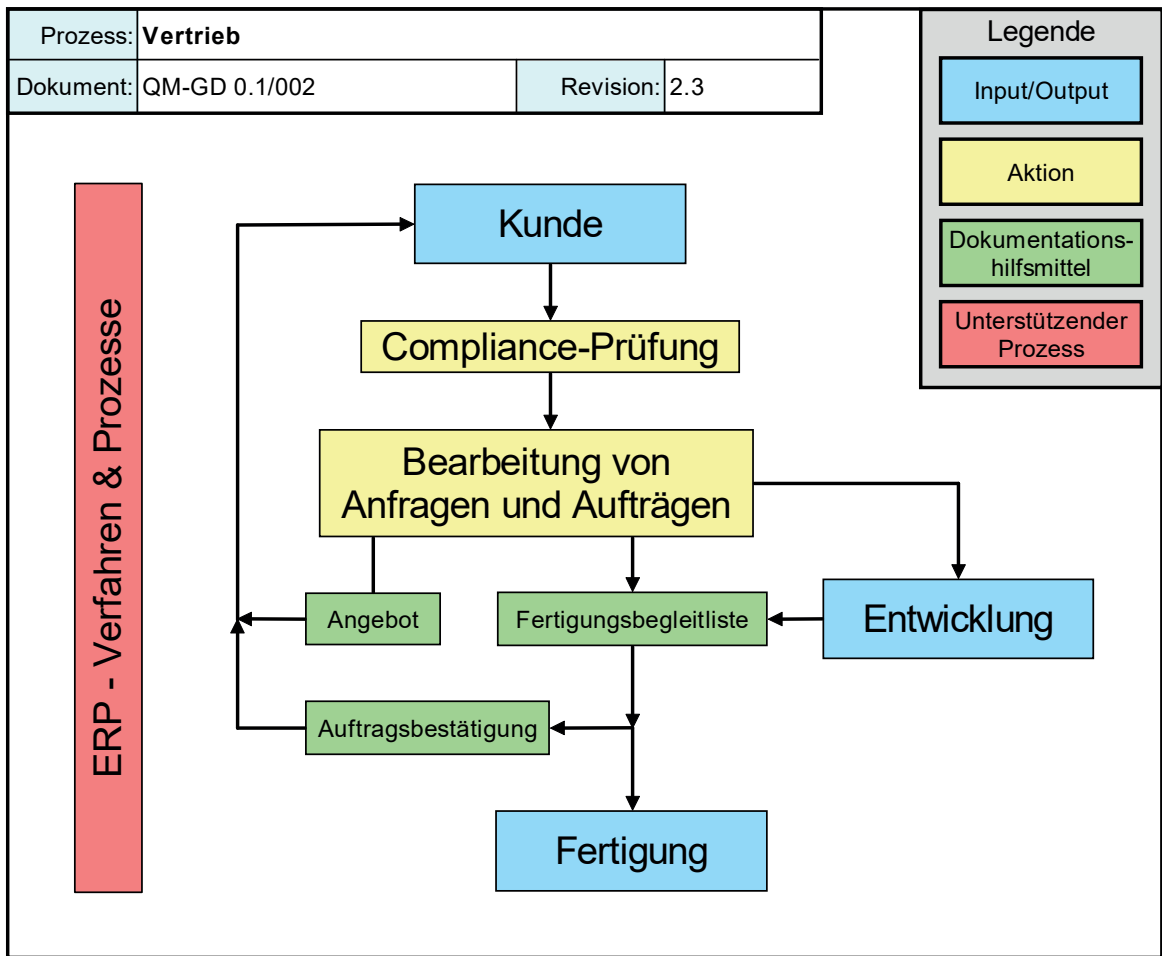 Prozess: Vertrieb
Dokument: QM-GD 0.1/002 Revision: 2.3
Legende
Input/Output
Aktion
Dokumentations-
hilfsmittel
Unterstützender
Prozess
ERP - Verfahren & Prozesse
Kunde
Compliance-Prüfung
Bearbeitung von
Anfragen und Aufträgen
Angebot
Fertigungsbegleitliste
Entwicklung
Auftragsbestätigung
Fertigung